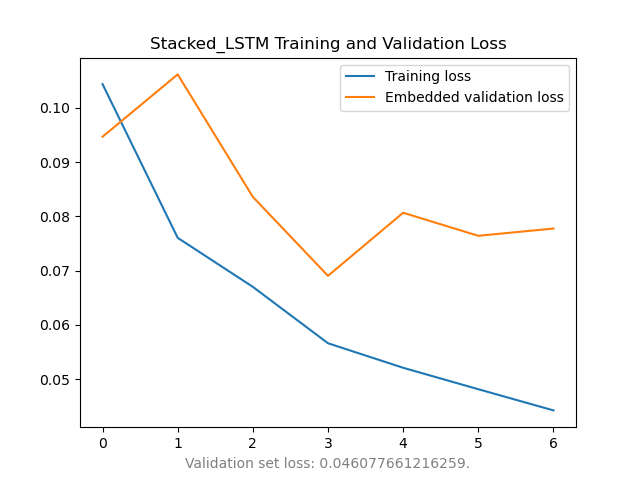 Stacked_LSTM Training and Validation Loss
Training loss
Embedded validation loss
0.10
0.09
0.08
0.07
0.06
0.05
0 1 2 3 4 5 6
Validation set loss: 0.046077661216259.